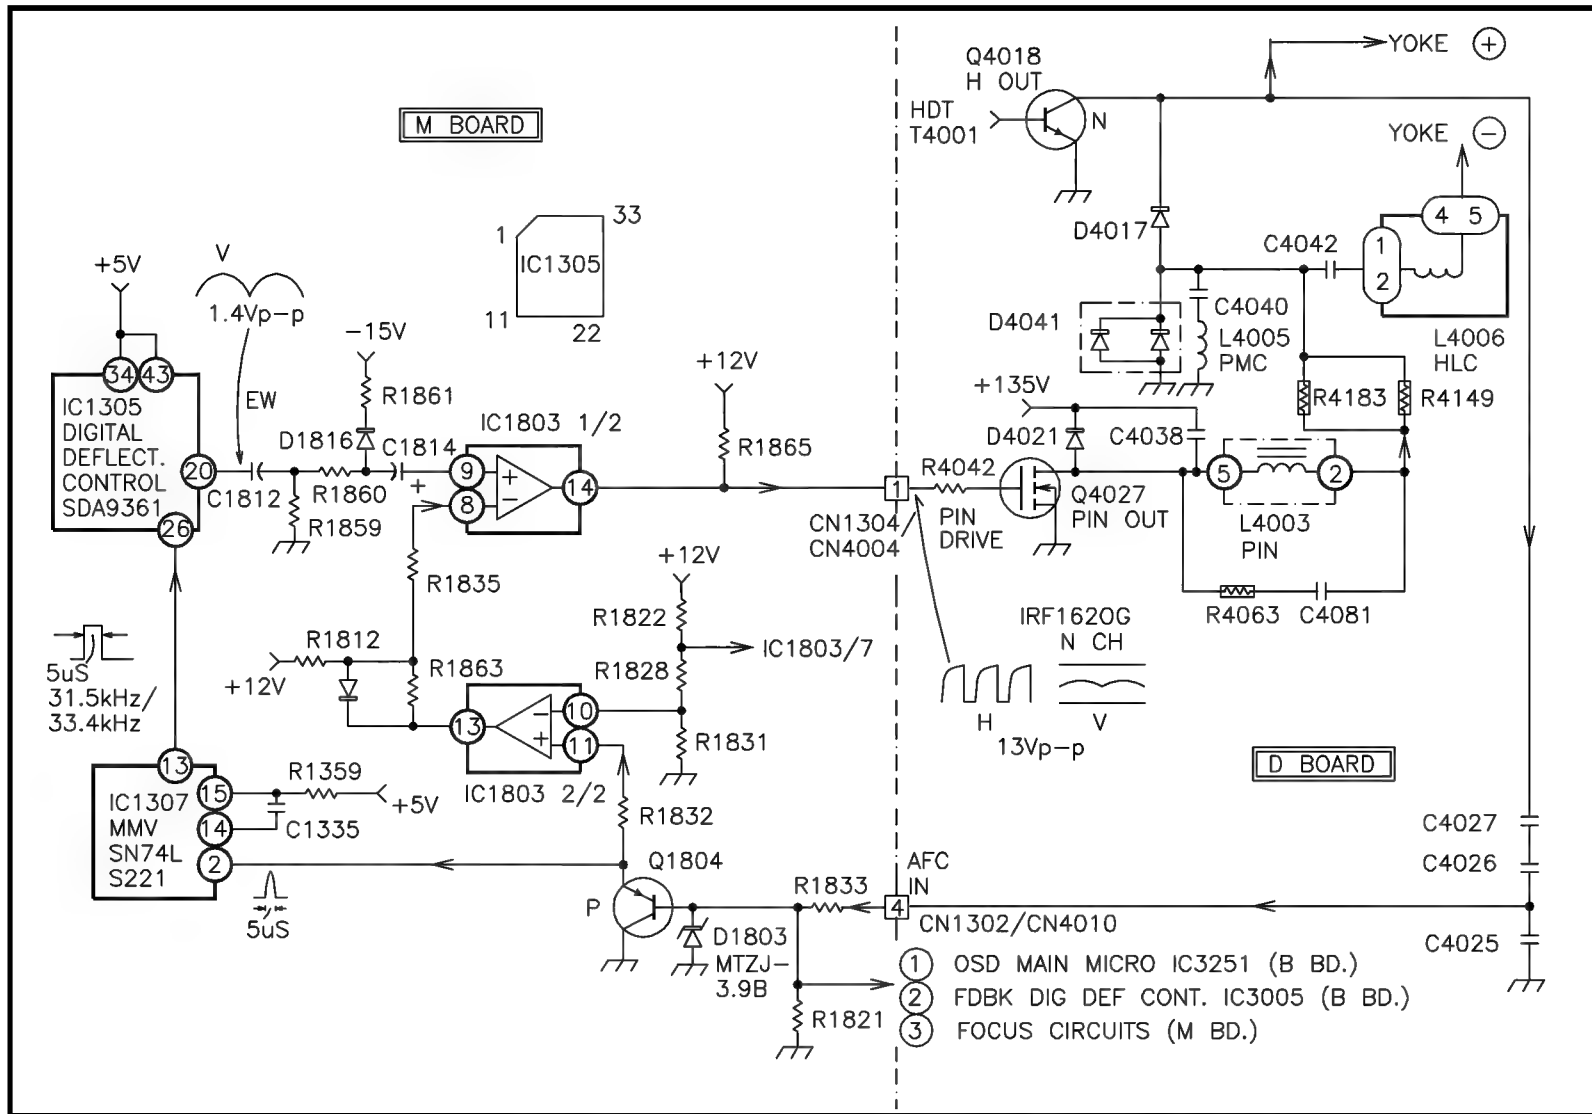 M BOARD
Q4018
H OUT
HDT
T4001
N
YOKE +
YOKE −
4 5
1
2
C4042
L4006
HLC
D4017
C4040
L4005
PMC
D4041
R4183
R4149
1
33
IC1305
11
22
+5V
V
1.4Vp-p
EW
34
43
IC1305
DIGITAL
DEFLECT.
CONTROL
SDA9361
20
26
C1812
R1859
R1860
D1816
-15V
R1861
C1814
+
IC1803 1/2
9
8
+
−
14
+12V
R1865
1
CN1304/
CN4004
R4042
PIN
DRIVE
+135V
D4021
C4038
Q4027
PIN OUT
5
2
L4003
PIN
R4063
C4081
IRF1620G
N CH
H
V
13Vp-p
D BOARD
R1835
R1812
+12V
R1863
13
−
+
10
11
IC1803 2/2
+12V
R1822
IC1803/7
R1828
R1831
R1832
5uS
31.5kHz/
33.4kHz
13
15
14
2
IC1307
MMV
SN74L
S221
R1359
+5V
C1335
5uS
Q1804
P
D1803
MTZJ-
3.9B
R1833
R1821
AFC
IN
4
CN1302/CN4010
C4027
C4026
C4025
1 OSD MAIN MICRO IC3251 (B BD.)
2 FDBK DIG DEF CONT. IC3005 (B BD.)
3 FOCUS CIRCUITS (M BD.)